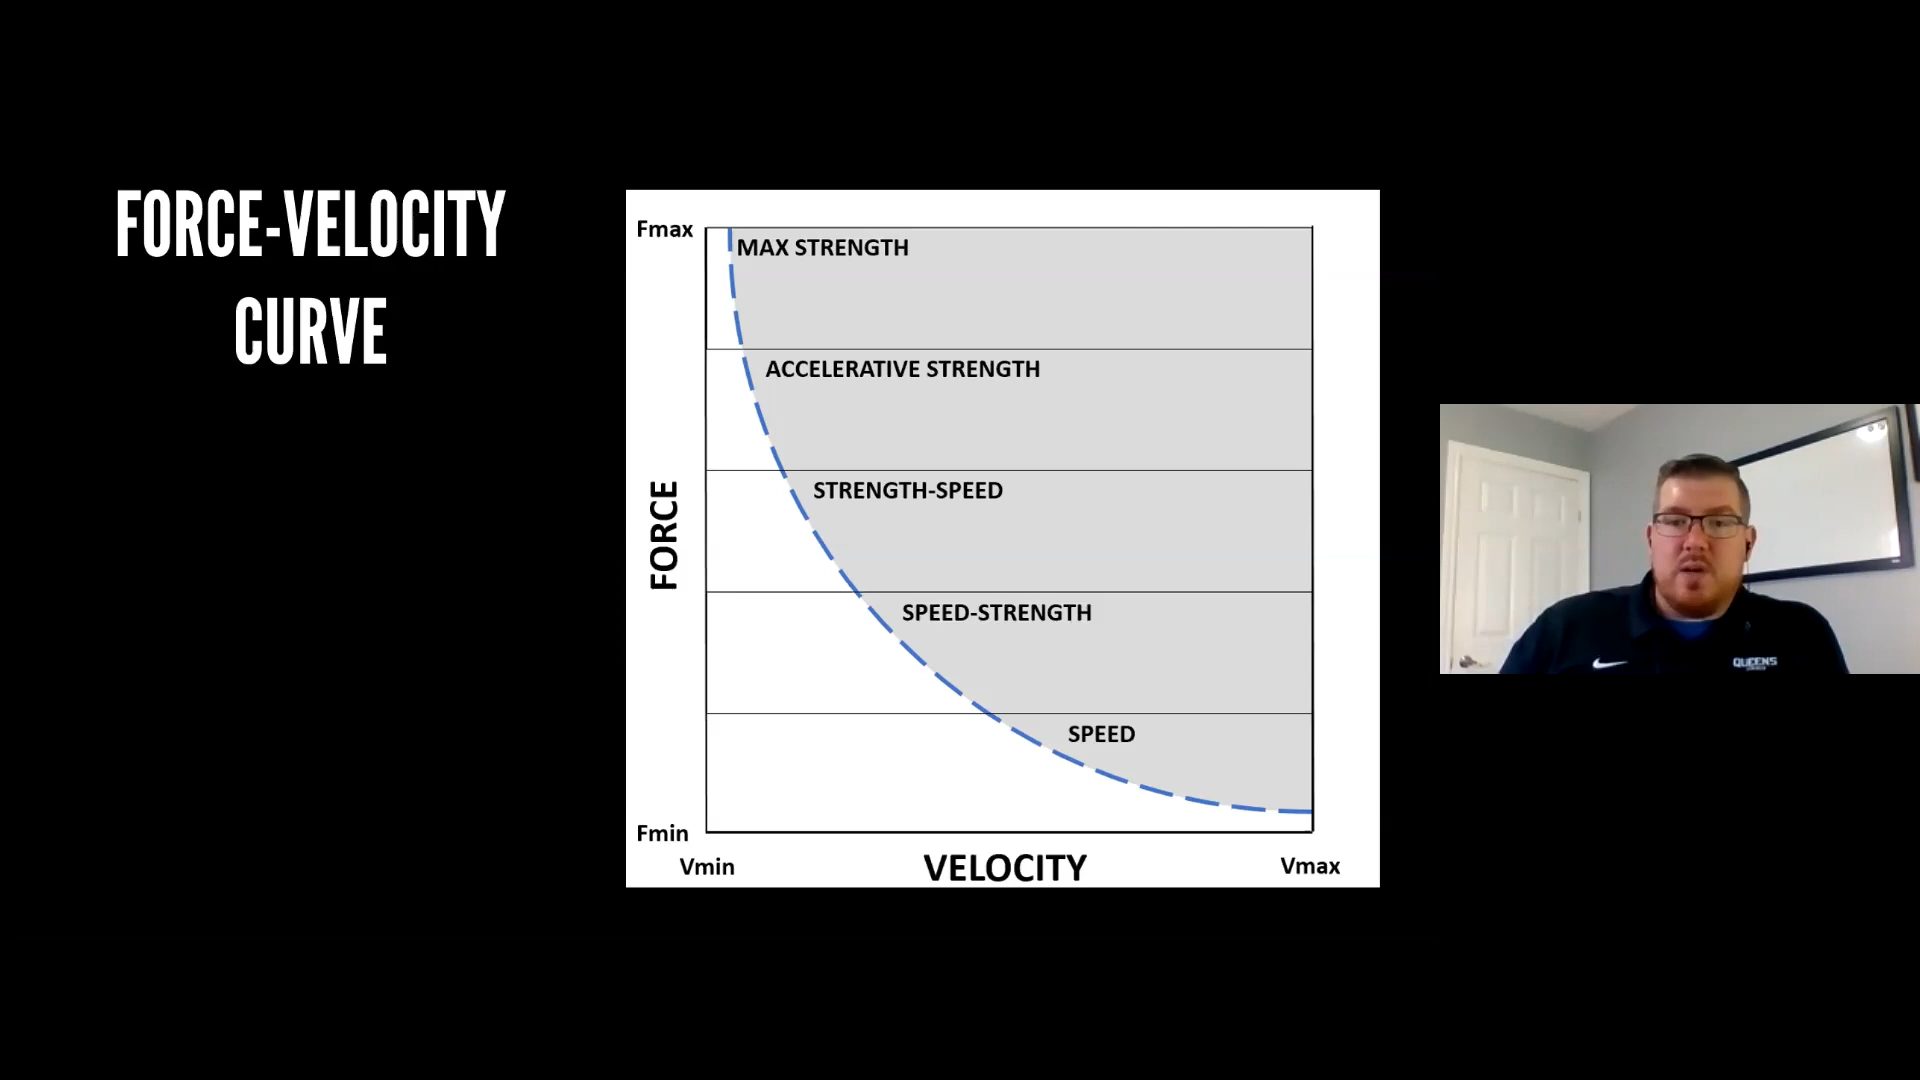 FORCE-VELOCITY
CURVE
Fmax
MAX STRENGTH
ACCELERATIVE STRENGTH
STRENGTH-SPEED
FORCE
SPEED-STRENGTH
SPEED
Fmin
Vmin
VELOCITY
Vmax
QUEENS